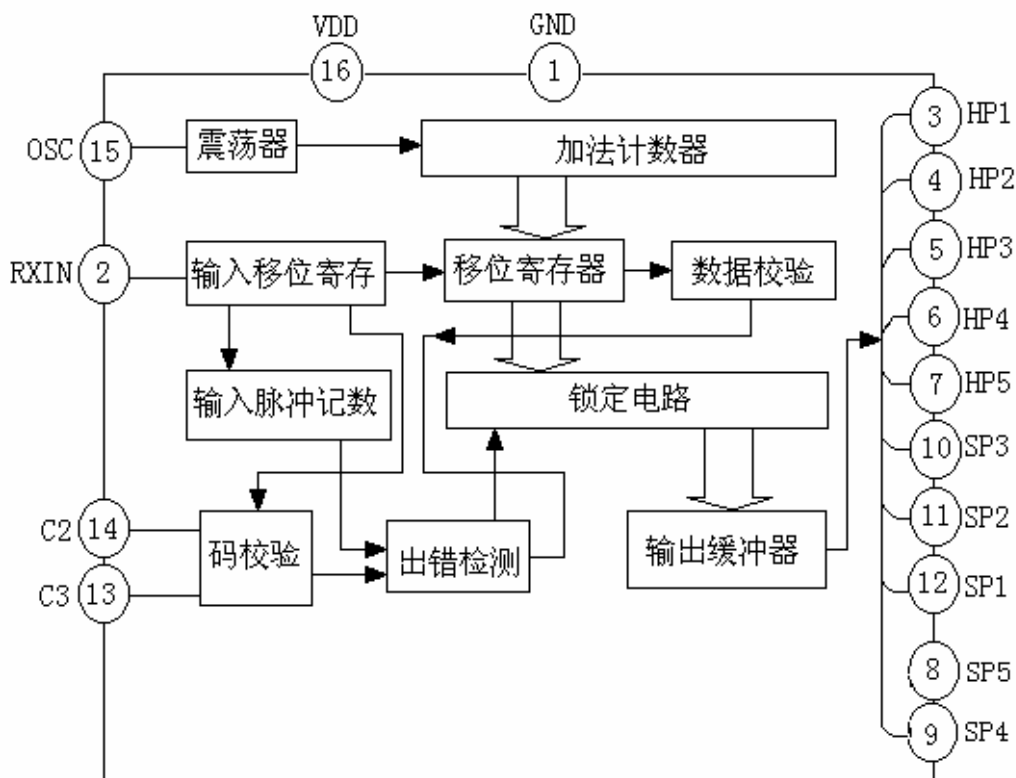 VDD
GND
16
1
OSC
15
震荡器
加法计数器
3
HP1
4
HP2
RXIN
2
输入移位寄存
移位寄存器
数据校验
5
HP3
6
HP4
输入脉冲记数
锁定电路
7
HP5
10
SP3
C2
14
码校验
出错检测
输出缓冲器
11
SP2
C3
13
12
SP1
8
SP5
9
SP4